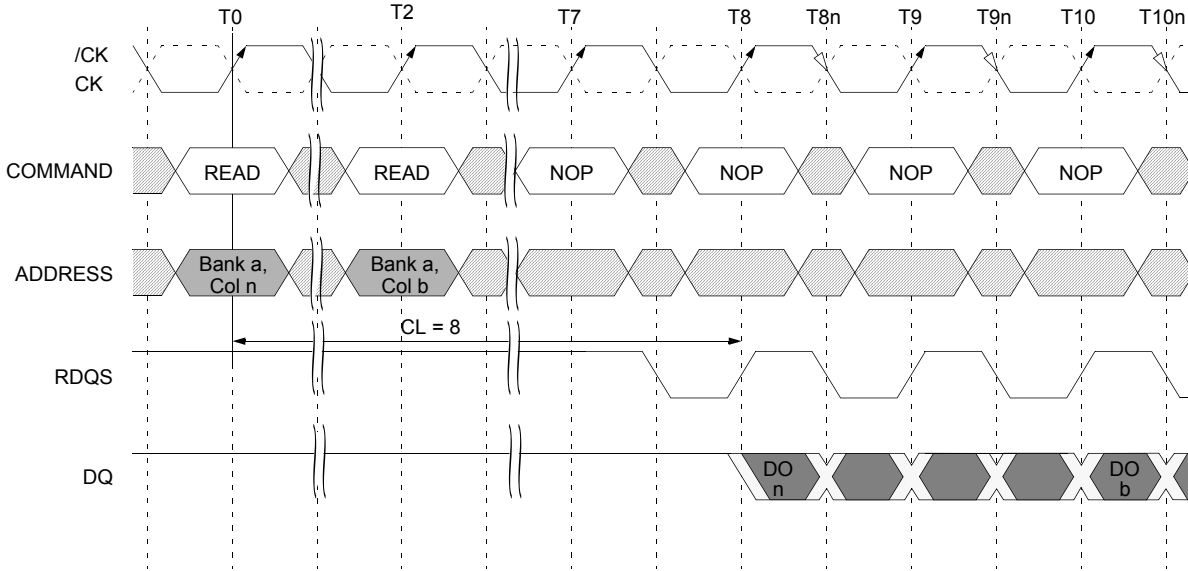 T0 T2 T7 T8 T8n T9 T9n T10 T10n
/CK
CK
COMMAND READ READ NOP NOP NOP NOP
ADDRESS Bank a, Col n Bank a, Col b
CL = 8
RDQS
DQ DO n DO b